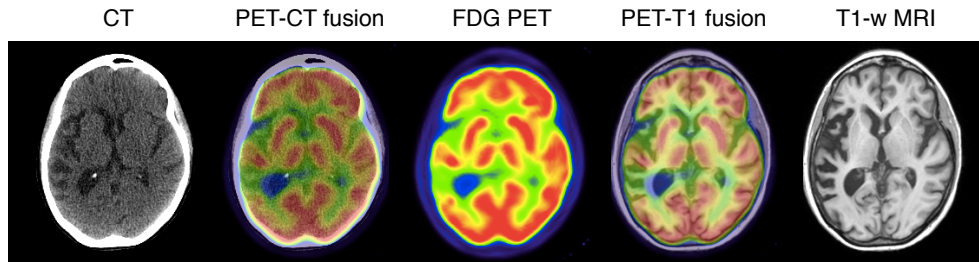 CT
PET-CT fusion
FDG PET
PET-T1 fusion
T1-w MRI